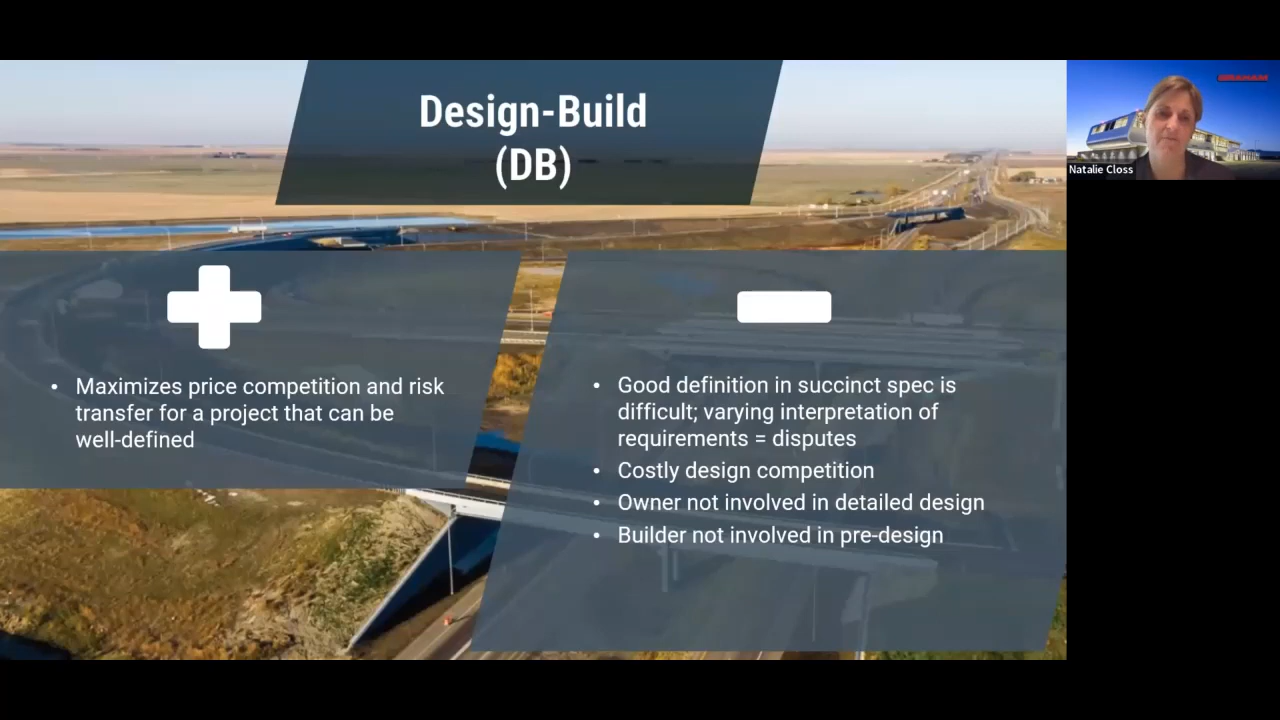 Design-Build
(DB)
• Maximizes price competition and risk
transfer for a project that can be
well-defined
• Good definition in succinct spec is
difficult; varying interpretation of
requirements = disputes
• Costly design competition
• Owner not involved in detailed design
• Builder not involved in pre-design
Natalie Closs